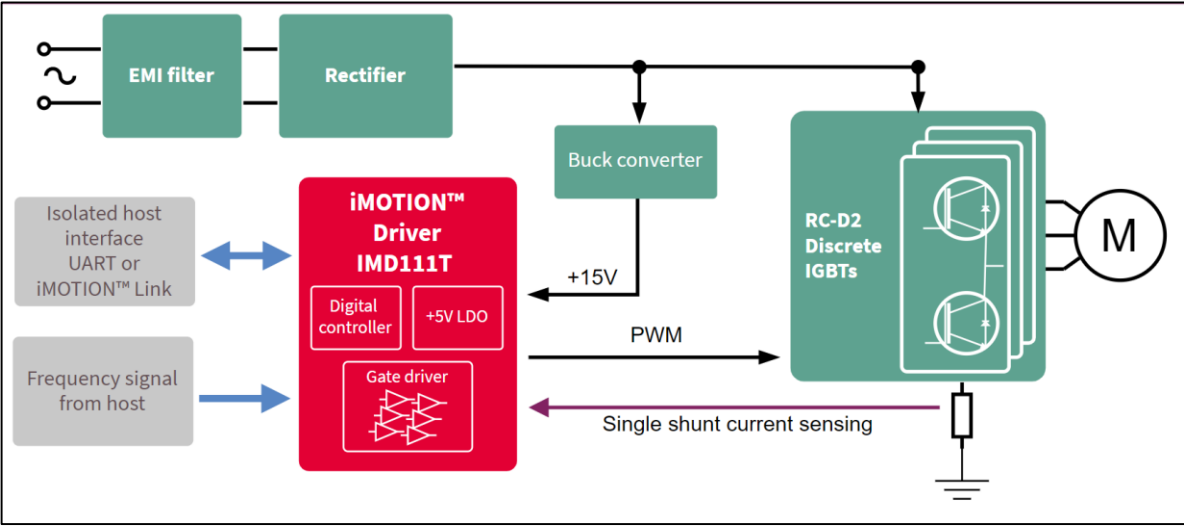 EMI filter
Rectifier
Buck converter
iMOTION™
Driver
IMD111T
Digital
controller
+5V LDO
Gate driver
Isolated host
interface
UART or
iMOTION™ Link
Frequency signal
from host
+15V
PWM
Single shunt current sensing
RC-D2
Discrete
IGBTs
M